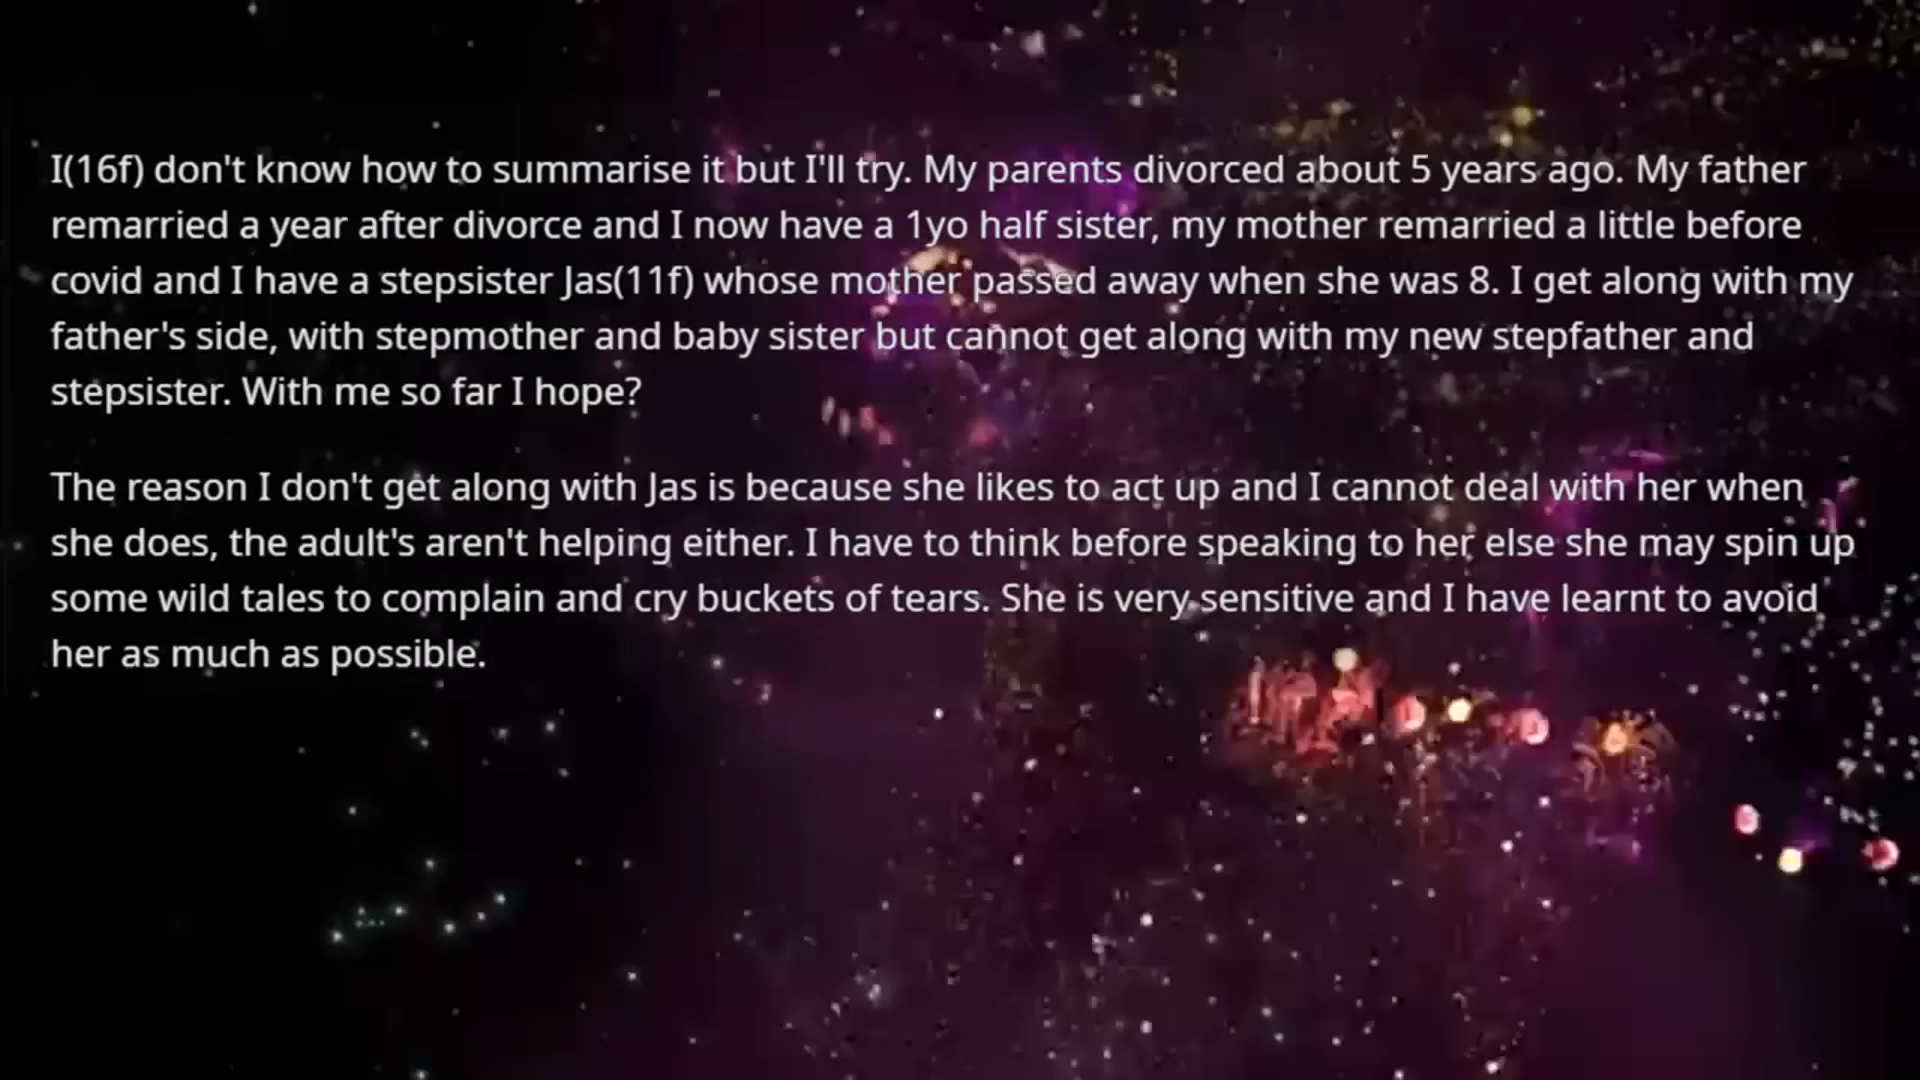 I(16f) don't know how to summarise it but I'll try. My parents divorced about 5 years ago. My father
remarried a year after divorce and I now have a 1yo half sister, my mother remarried a little before
covid and I have a stepsister Jas(11f) whose mother passed away when she was 8. I get along with my
father's side, with stepmother and baby sister but cannot get along with my new stepfather and
stepsister. With me so far I hope?
The reason I don't get along with Jas is because she likes to act up and I cannot deal with her when
she does, the adult's aren't helping either. I have to think before speaking to her else she may spin up
some wild tales to complain and cry buckets of tears. She is very sensitive and I have learnt to avoid
her as much as possible.